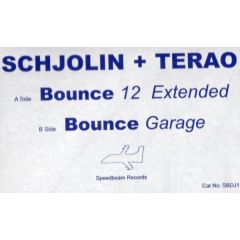 SCHJOLIN + TERAO
A Side Bounce 12 Extended
B Side Bounce Garage
Speedbeam Records
Cat No: SBDJ1